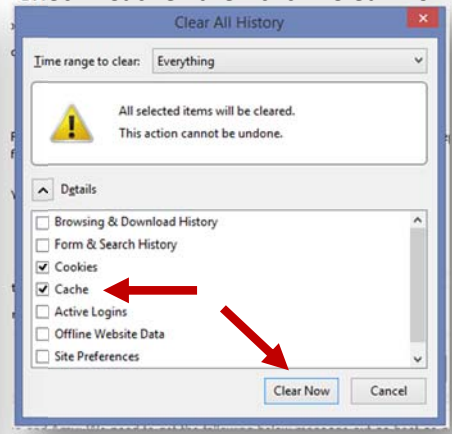 Clear All History
Time range to clear: Everything
All selected items will be cleared.
This action cannot be undone.
Details
Browsing & Download History
Form & Search History
Cookies
Cache
Active Logins
Offline Website Data
Site Preferences
Clear Now Cancel